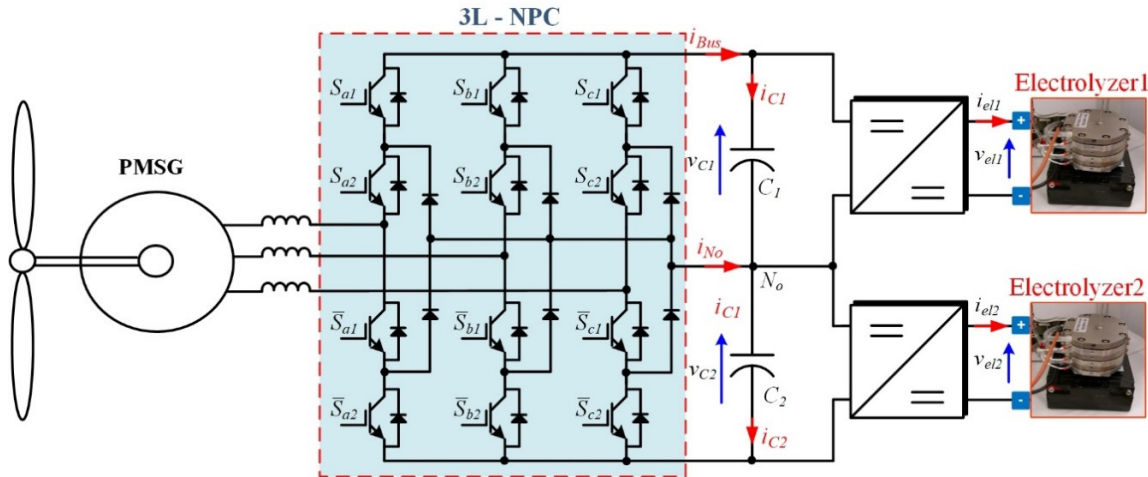 3L - NPC
i_Bus
S_a1
S_b1
S_c1
i_C1
Electrolyzer1
i_el1
+
v_C1
C_1
v_el1
-
PMSG
S_a2
S_b2
S_c2
i_No
N_o
Electrolyzer2
i_C1
i_el2
+
S̅_a1
S̅_b1
S̅_c1
v_C2
C_2
v_el2
-
S̅_a2
S̅_b2
S̅_c2
i_C2